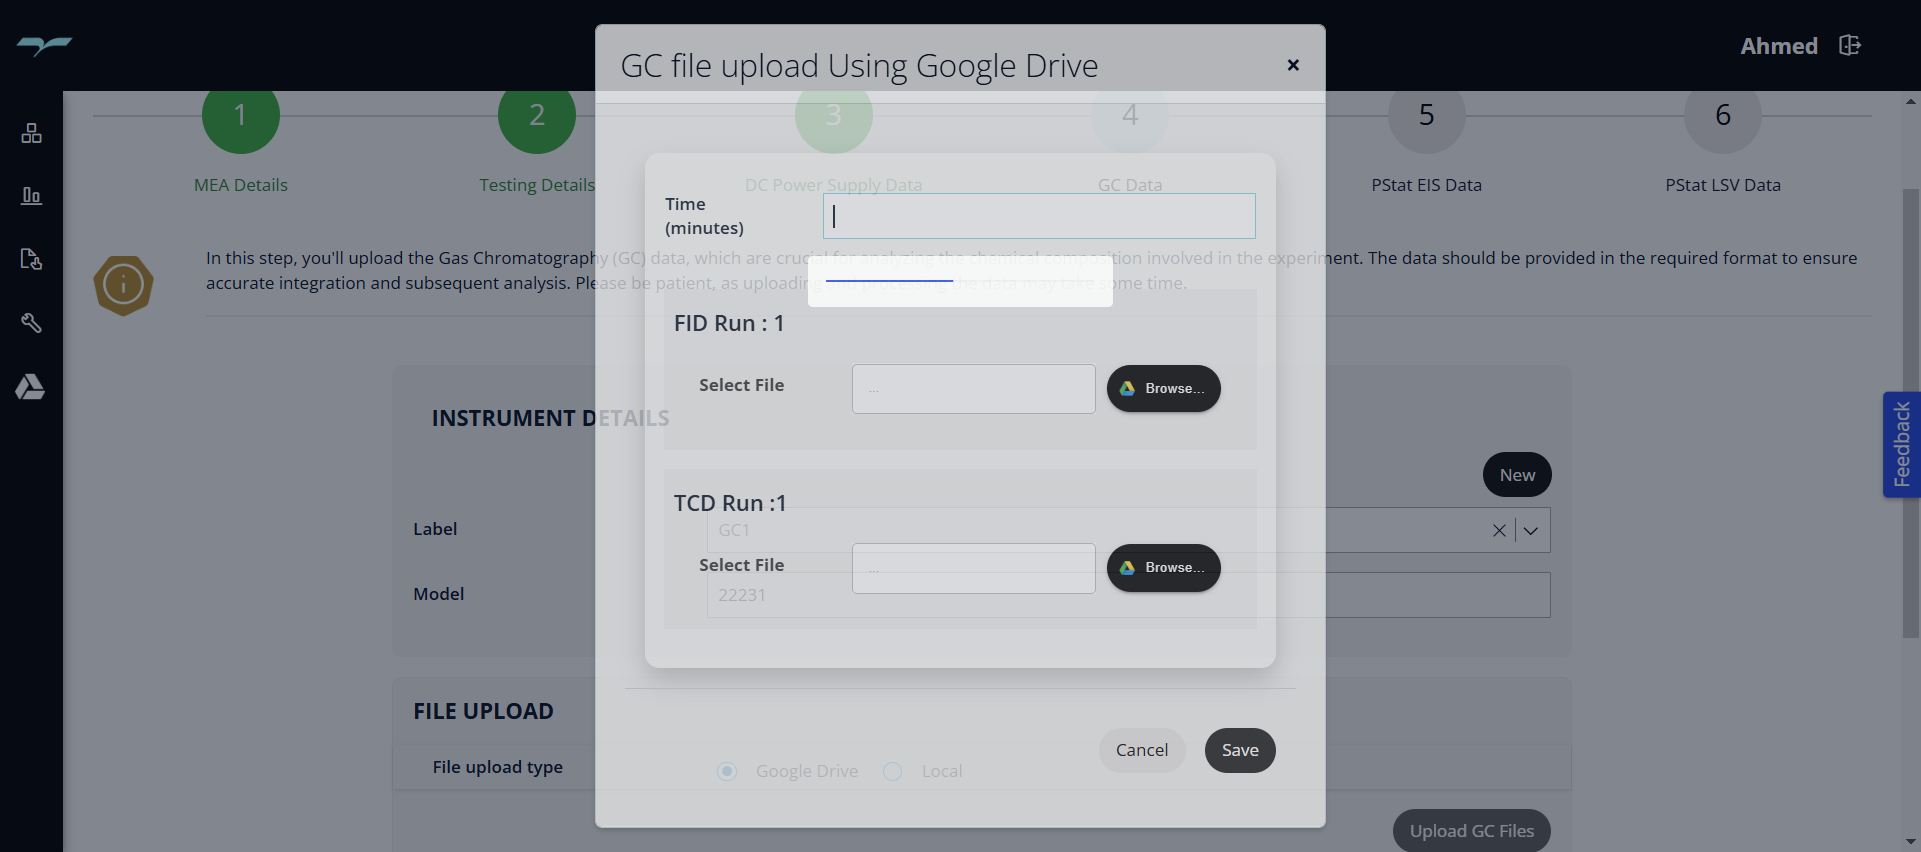 Ahmed
GC file upload Using Google Drive
×
1
2
3
4
5
6
MEA Details
Testing Details
DC Power Supply Data
GC Data
PStat EIS Data
PStat LSV Data
Time
(minutes)
In this step, you'll upload the Gas Chromatography (GC) data, which are crucial for analyzing the chemical composition involved in the experiment. The data should be provided in the required format to ensure
accurate integration and subsequent analysis. Please be patient, as uploading and processing the data may take some time.
FID Run : 1
Select File
...
Browse...
INSTRUMENT DETAILS
New
TCD Run :1
Label
GC1
Select File
...
Browse...
Model
22231
FILE UPLOAD
Cancel
Save
File upload type
Google Drive
Local
Upload GC Files
Feedback